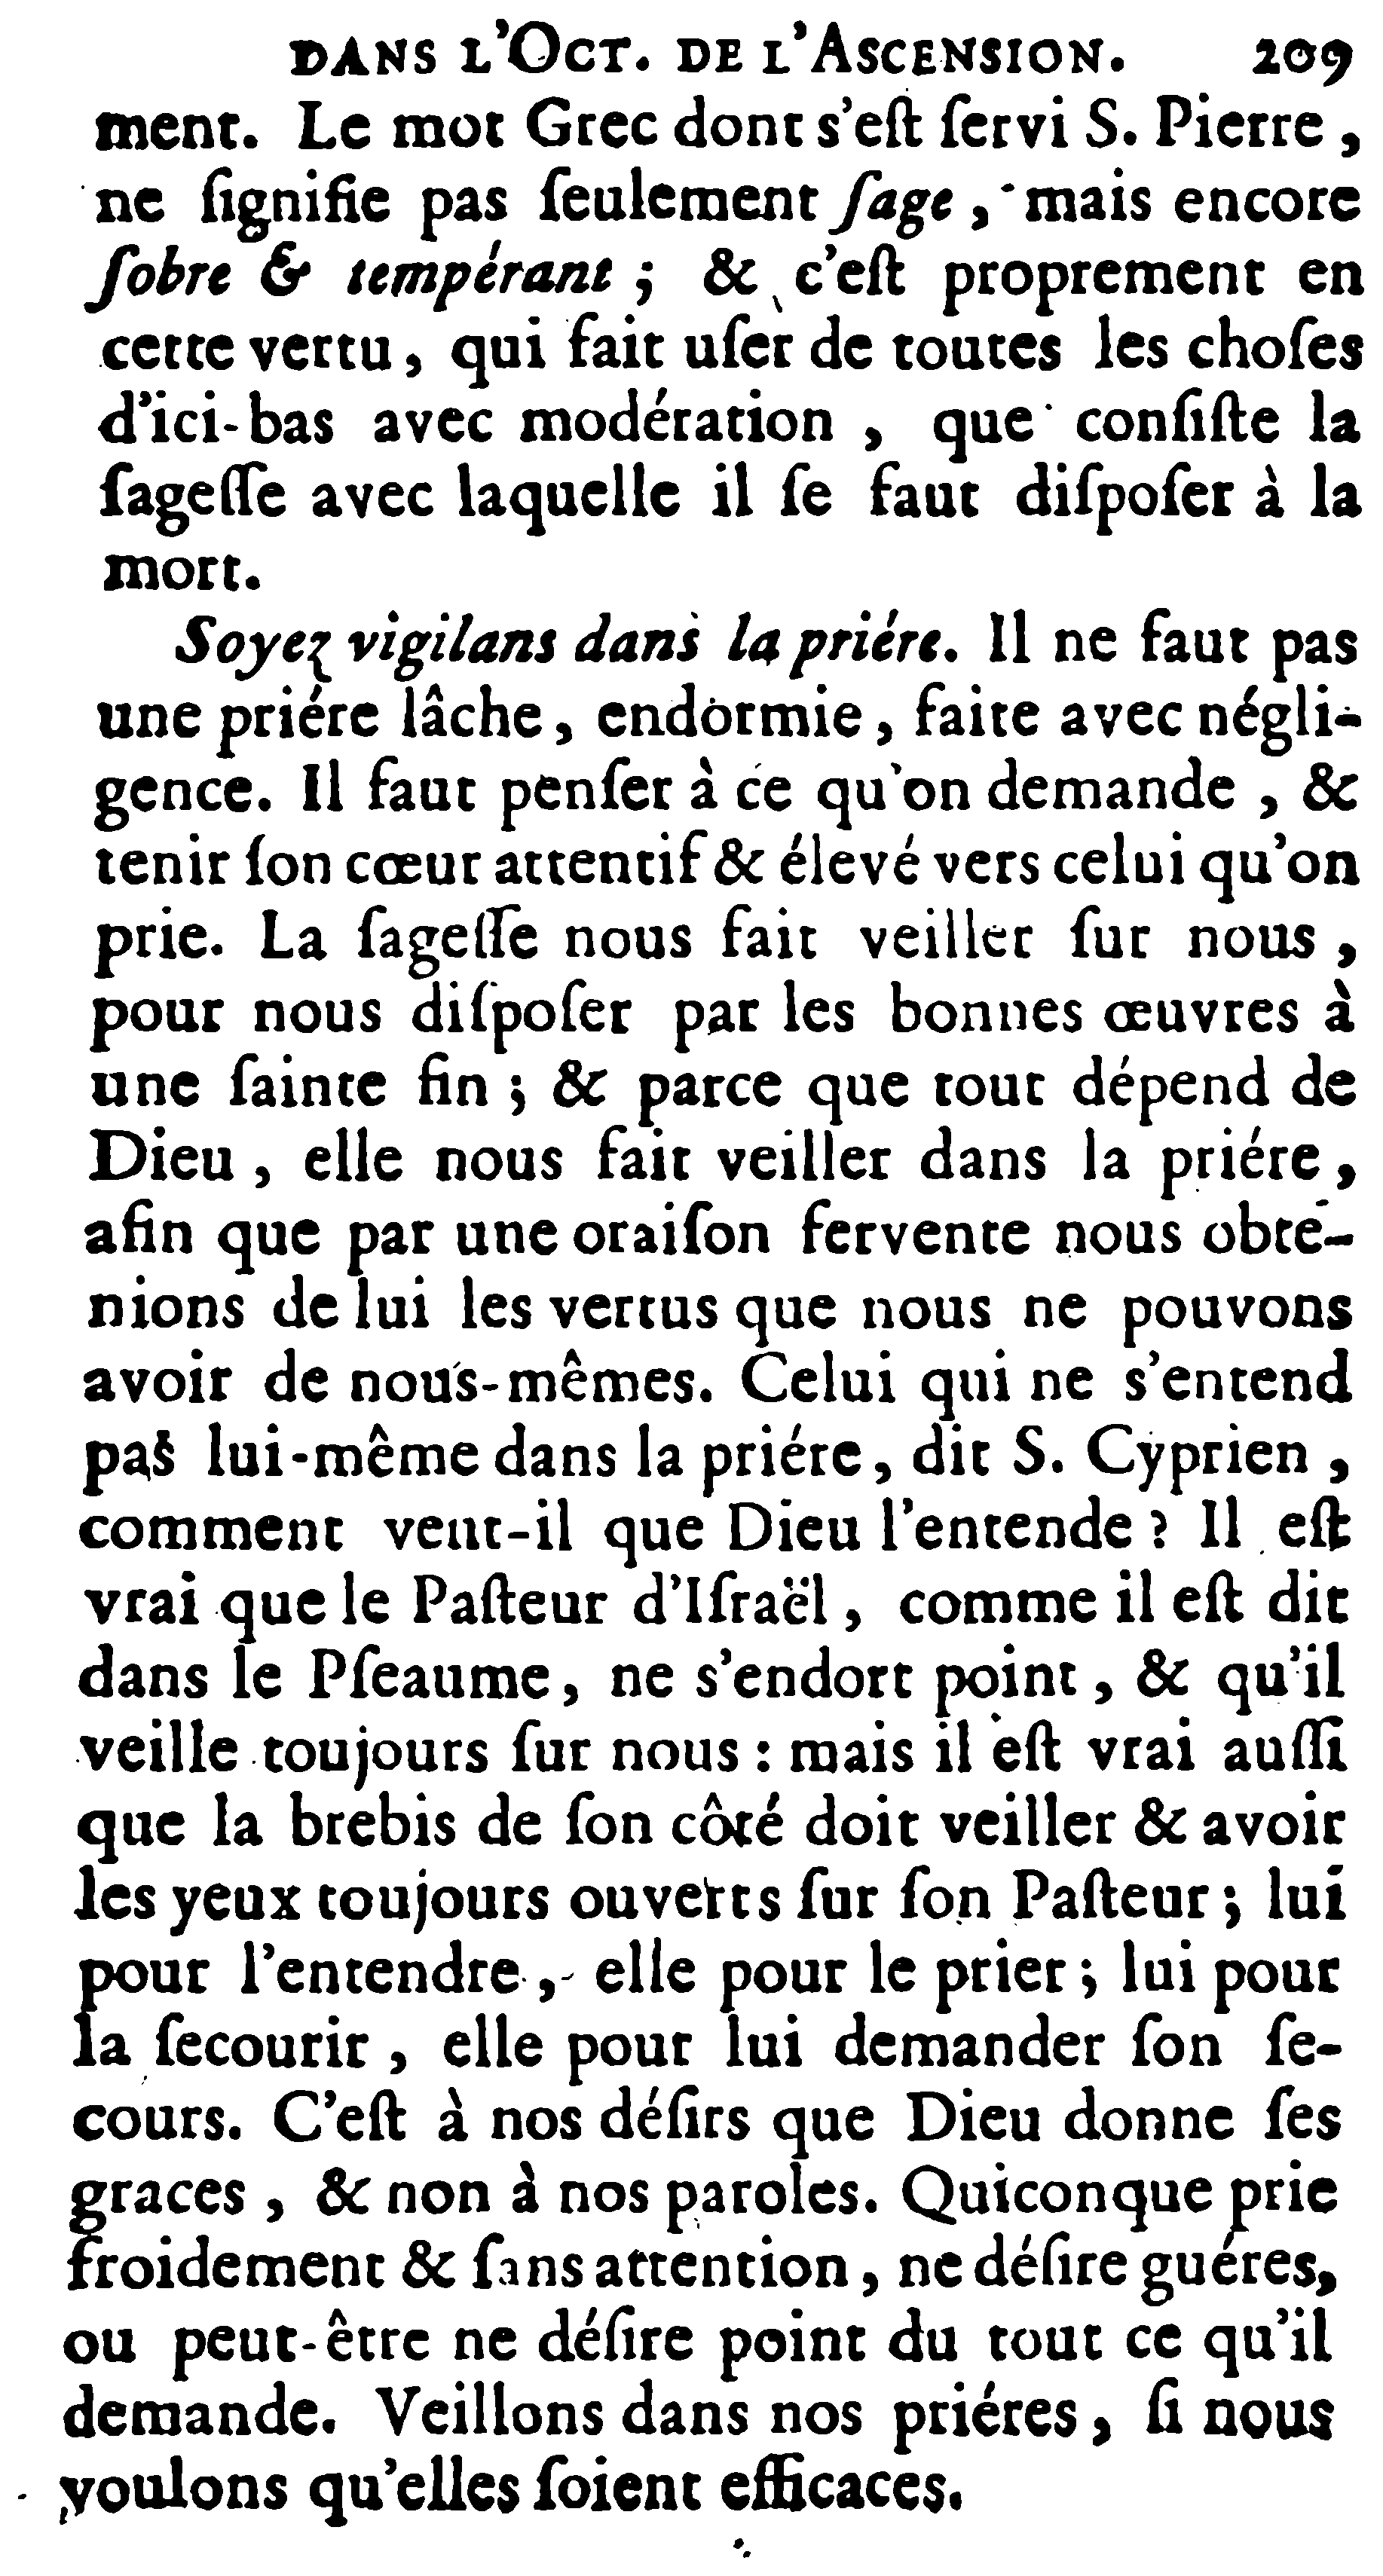 DANS L'OCT. DE L'ASCENSION. 209
ment. Le mot Grec dont s'eſt ſervi S. Pierre,
ne ſignifie pas ſeulement ſage, mais encore
ſobre & tempérant; & c'eſt proprement en
cette vertu, qui fait uſer de toutes les choſes
d'ici-bas avec modération, que conſiſte la
ſageſſe avec laquelle il ſe faut diſpoſer à la
mort.
Soyez vigilans dans la priére. Il ne faut pas
une priére lâche, endormie, faite avec négli-
gence. Il faut penſer à ce qu'on demande, &
tenir ſon cœur attentif & élevé vers celui qu'on
prie. La ſageſſe nous fait veiller ſur nous,
pour nous diſpoſer par les bonnes œuvres à
une ſainte fin; & parce que tout dépend de
Dieu, elle nous fait veiller dans la priére,
afin que par une oraiſon fervente nous obte-
nions de lui les vertus que nous ne pouvons
avoir de nous-mêmes. Celui qui ne s'entend
pas lui-même dans la priére, dit S. Cyprien,
comment veut-il que Dieu l'entende? Il eſt
vrai que le Paſteur d'Iſraël, comme il eſt dit
dans le Pſeaume, ne s'endort point, & qu'il
veille toujours ſur nous: mais il eſt vrai auſſi
que la brebis de ſon côté doit veiller & avoir
les yeux toujours ouverts ſur ſon Paſteur; lui
pour l'entendre, elle pour le prier; lui pour
la ſecourir, elle pour lui demander ſon ſe-
cours. C'eſt à nos déſirs que Dieu donne ſes
graces, & non à nos paroles. Quiconque prie
froidement & ſans attention, ne déſire guéres,
ou peut-être ne déſire point du tout ce qu'il
demande. Veillons dans nos priéres, ſi nous
voulons qu'elles ſoient efficaces.